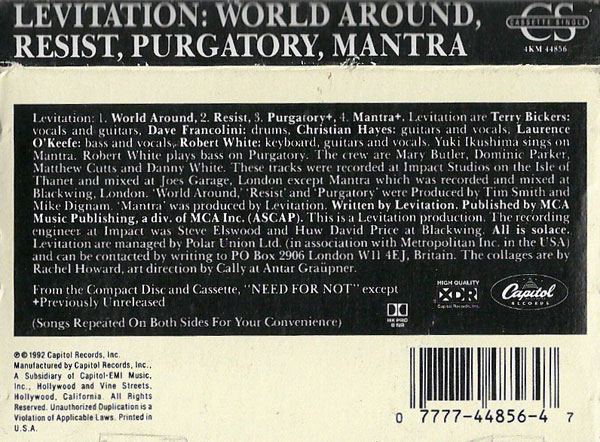 LEVITATION: WORLD AROUND,
RESIST, PURGATORY, MANTRA
CS
CASSETTE SINGLE
4KM 44856
Levitation: 1. World Around, 2. Resist, 3. Purgatory+, 4. Mantra+. Levitation are Terry Bickers:
vocals and guitars, Dave Francolini: drums, Christian Hayes: guitars and vocals, Laurence
O'Keefe: bass and vocals, Robert White: keyboard, guitars and vocals. Yuki Ikushima sings on
Mantra. Robert White plays bass on Purgatory. The crew are Mary Butler, Dominic Parker,
Matthew Cutts and Danny White. These tracks were recorded at Impact Studios on the Isle of
Thanet and mixed at Joes Garage, London except Mantra which was recorded and mixed at
Blackwing, London. 'World Around,' 'Resist' and 'Purgatory' were Produced by Tim Smith and
Mike Dignam. 'Mantra' was produced by Levitation. Written by Levitation. Published by MCA
Music Publishing, a div. of MCA Inc. (ASCAP). This is a Levitation production. The recording
engineer at Impact was Steve Elswood and Huw David Price at Blackwing. All is solace.
Levitation are managed by Polar Union Ltd. (in association with Metropolitan Inc. in the USA)
and can be contacted by writing to PO Box 2906 London W11 4EJ, Britain. The collages are by
Rachel Howard, art direction by Cally at Antar Graüpner.
From the Compact Disc and Cassette, "NEED FOR NOT" except
+Previously Unreleased
(Songs Repeated On Both Sides For Your Convenience)
HX PRO
B NR
HIGH QUALITY
XDR
Capitol Records, Inc.
Capitol
RECORDS
℗ © 1992 Capitol Records, Inc.
Manufactured by Capitol Records, Inc.,
A Subsidiary of Capitol-EMI Music,
Inc., Hollywood and Vine Streets,
Hollywood, California. All Rights
Reserved. Unauthorized Duplication is a
Violation of Applicable Laws. Printed in
U.S.A.
0 7777-44856-4 7